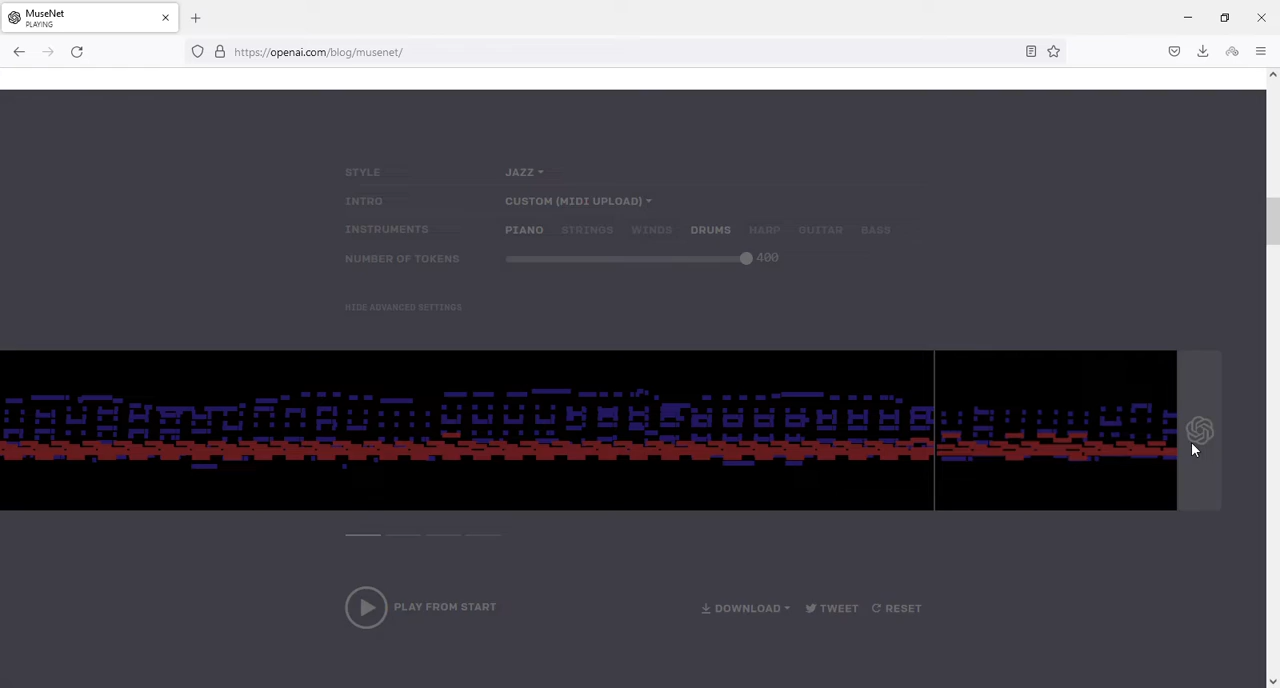 MuseNet
PLAYING
https://openai.com/blog/musenet/
STYLE JAZZ
INTRO CUSTOM (MIDI UPLOAD)
INSTRUMENTS PIANO STRINGS WINDS DRUMS HARP GUITAR BASS
NUMBER OF TOKENS 400
HIDE ADVANCED SETTINGS
PLAY FROM START DOWNLOAD TWEET RESET